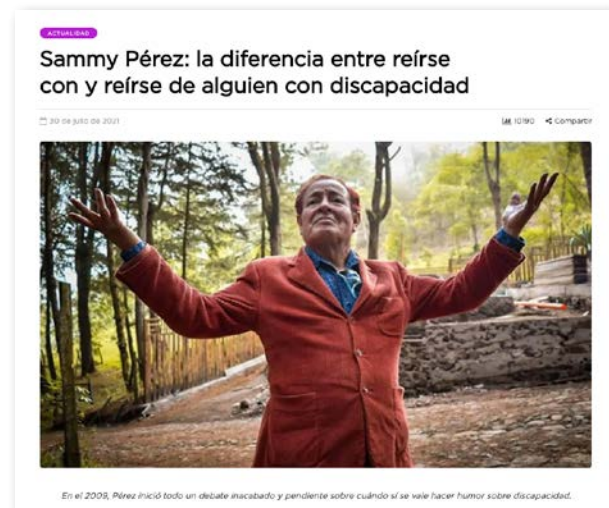 ACTUALIDAD
Sammy Pérez: la diferencia entre reírse
con y reírse de alguien con discapacidad
30 de julio de 2021
10190 Compartir
En el 2009, Pérez inició todo un debate inacabado y pendiente sobre cuándo sí se vale hacer humor sobre discapacidad.